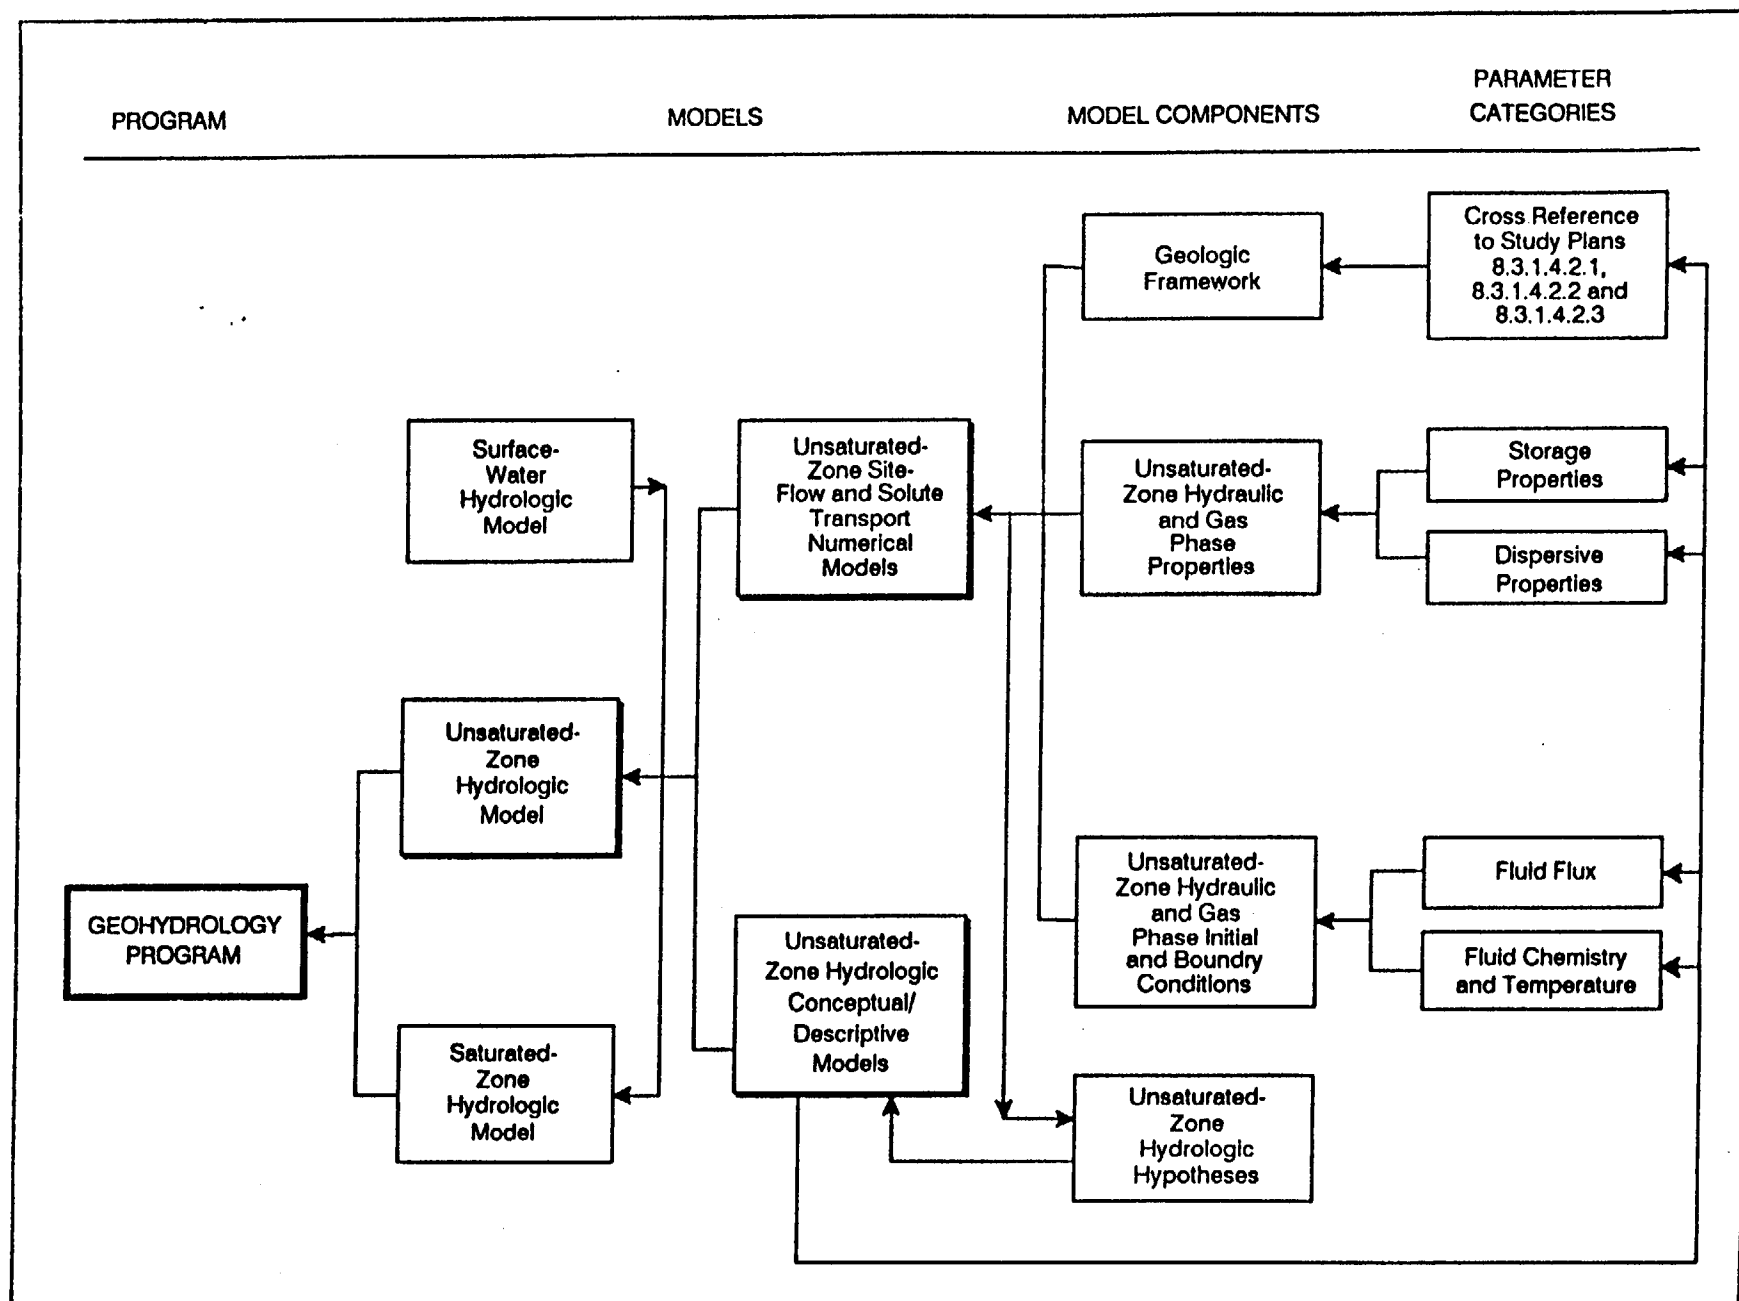 PROGRAM
MODELS
MODEL COMPONENTS
PARAMETER
CATEGORIES
Cross Reference
to Study Plans
8.3.1.4.2.1,
8.3.1.4.2.2 and
8.3.1.4.2.3
Geologic
Framework
Surface-
Water
Hydrologic
Model
Unsaturated-
Zone Site-
Flow and Solute
Transport
Numerical
Models
Unsaturated-
Zone Hydraulic
and Gas
Phase
Properties
Storage
Properties
Dispersive
Properties
Unsaturated-
Zone
Hydrologic
Model
GEOHYDROLOGY
PROGRAM
Saturated-
Zone
Hydrologic
Model
Unsaturated-
Zone Hydrologic
Conceptual/
Descriptive
Models
Unsaturated-
Zone Hydraulic
and Gas
Phase Initial
and Boundry
Conditions
Fluid Flux
Fluid Chemistry
and Temperature
Unsaturated-
Zone
Hydrologic
Hypotheses